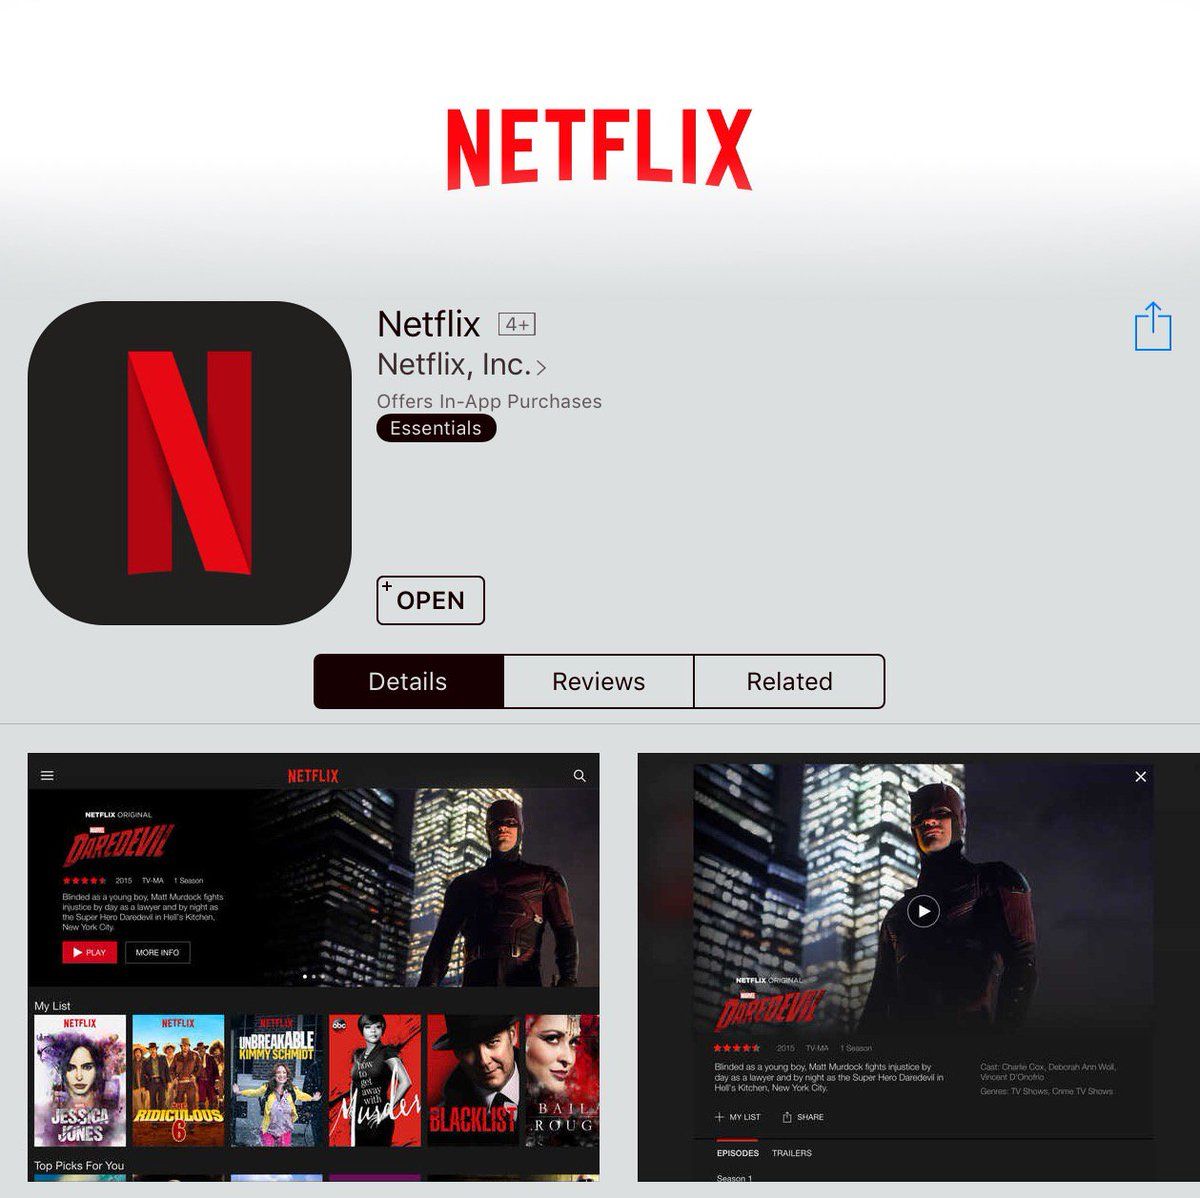 NETFLIX
Netflix 4+
Netflix, Inc. >
Offers In-App Purchases
Essentials
+ OPEN
Details
Reviews
Related
NETFLIX
NETFLIX ORIGINAL
MARVEL
DAREDEVIL
2015 TV-MA 1 Season
Blinded as a young boy, Matt Murdock fights
injustice by day as a lawyer and by night as
the Super Hero Daredevil in Hell's Kitchen,
New York City.
PLAY
MORE INFO
My List
NETFLIX
JESSICA
JONES
NETFLIX
RIDICULOUS
6
NETFLIX
UNBREAKABLE
KIMMY SCHMIDT
abc
how to
get
away
with
Murder
BLACKLIST
BAIL
ROUG
Top Picks For You
NETFLIX ORIGINAL
MARVEL
DAREDEVIL
2015 TV-MA 1 Season
Blinded as a young boy, Matt Murdock fights injustice by
day as a lawyer and by night as the Super Hero Daredevil in
Hell's Kitchen, New York City.
Cast: Charlie Cox, Deborah Ann Woll,
Vincent D'Onofrio
Genres: TV Shows, Crime TV Shows
+ MY LIST
SHARE
EPISODES
TRAILERS
Season 1